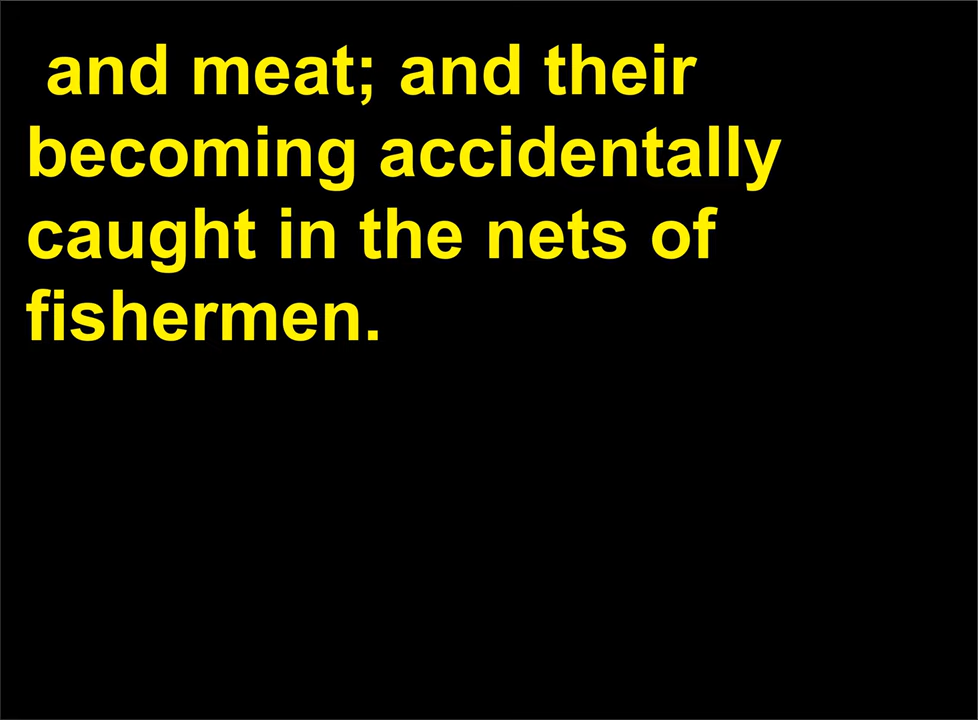 and meat; and their
becoming accidentally
caught in the nets of
fishermen.